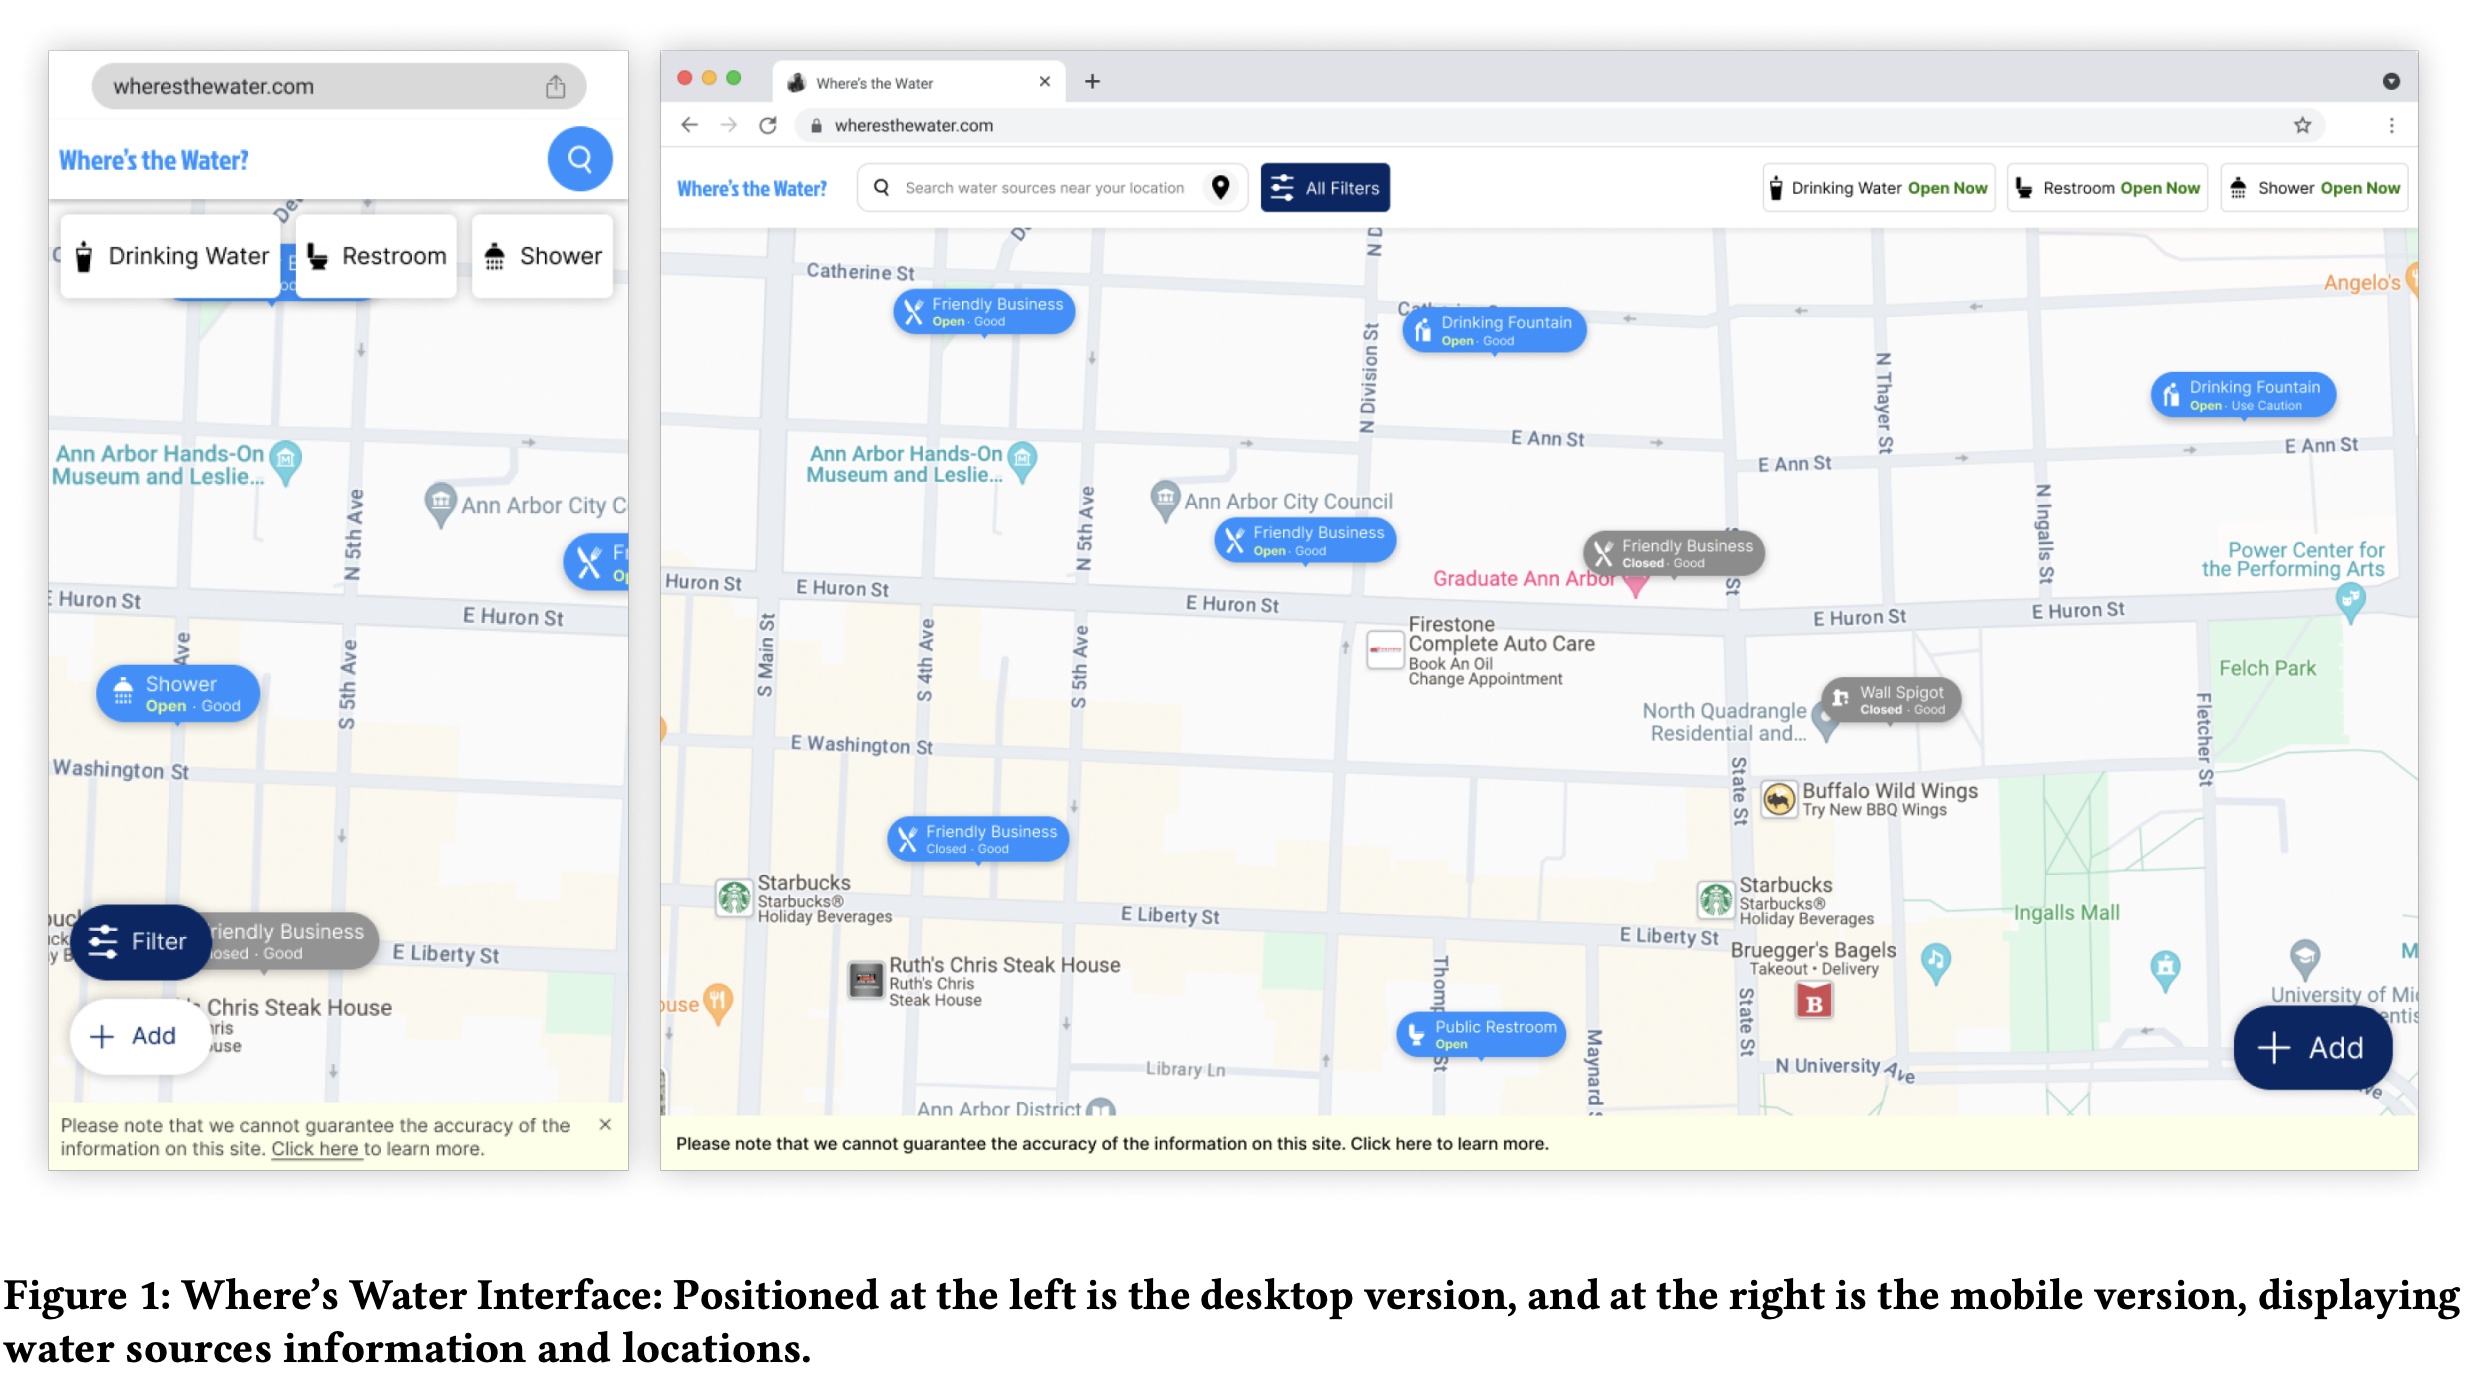 wheresthewater.com
Where's the Water?
Drinking Water
Restroom
Shower
Ann Arbor Hands-On
Museum and Leslie...
Ann Arbor City C
N 5th Ave
E Huron St
E Huron St
Ave
Shower
Open · Good
S 5th Ave
Washington St
Filter
riendly Business
losed · Good
E Liberty St
Chris Steak House
Add
Please note that we cannot guarantee the accuracy of the
information on this site. Click here to learn more.
Where's the Water
wheresthewater.com
Where's the Water?
Search water sources near your location
All Filters
Drinking Water Open Now
Restroom Open Now
Shower Open Now
Catherine St
N D
Angelo's
Friendly Business
Open · Good
Drinking Fountain
Open · Good
N Division St
N Thayer St
Drinking Fountain
Open · Use Caution
E Ann St
E Ann St
E Ann St
Ann Arbor Hands-On
Museum and Leslie...
Ann Arbor City Council
N 5th Ave
Friendly Business
Open · Good
Friendly Business
Closed · Good
Graduate Ann Arbor
St
N Ingalls St
Power Center for
the Performing Arts
Huron St
E Huron St
E Huron St
E Huron St
E Huron St
S Main St
S 4th Ave
S 5th Ave
Firestone
Complete Auto Care
Book An Oil
Change Appointment
Felch Park
Wall Spigot
Closed · Good
North Quadrangle
Residential and...
Fletcher St
E Washington St
State St
Buffalo Wild Wings
Try New BBQ Wings
Friendly Business
Closed · Good
Starbucks
Starbucks®
Holiday Beverages
E Liberty St
Starbucks
Starbucks®
Holiday Beverages
E Liberty St
Ingalls Mall
Bruegger's Bagels
Takeout • Delivery
B
Ruth's Chris Steak House
Ruth's Chris
Steak House
ouse
Thomp
St
Public Restroom
Open
Maynard S
State St
University of Mi
N University Ave
Add
Library Ln
Ann Arbor District
Please note that we cannot guarantee the accuracy of the information on this site. Click here to learn more.
Figure 1: Where's Water Interface: Positioned at the left is the desktop version, and at the right is the mobile version, displaying
water sources information and locations.